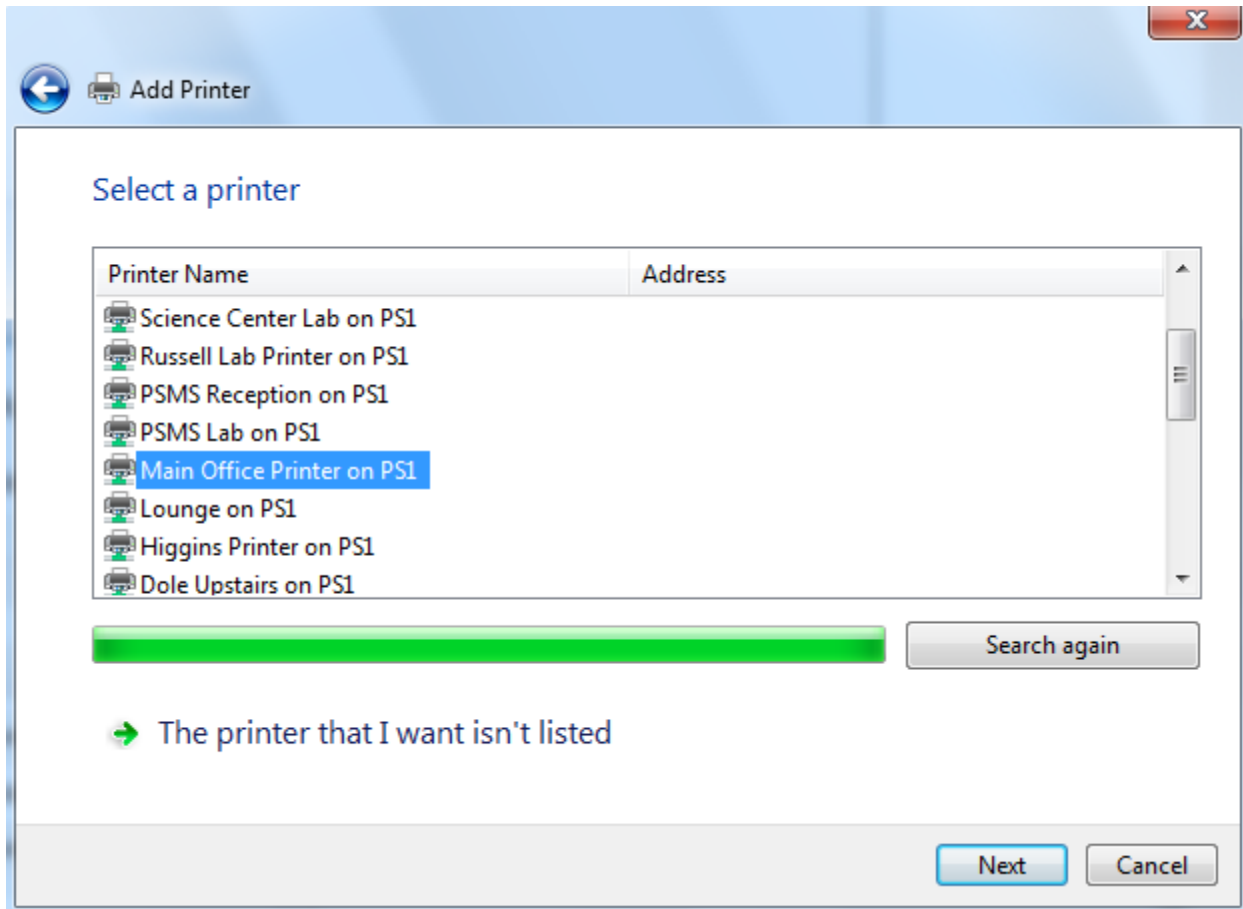 Add Printer
Select a printer
Printer Name Address
Science Center Lab on PS1
Russell Lab Printer on PS1
PSMS Reception on PS1
PSMS Lab on PS1
Main Office Printer on PS1
Lounge on PS1
Higgins Printer on PS1
Dole Upstairs on PS1
Search again
The printer that I want isn't listed
Next Cancel